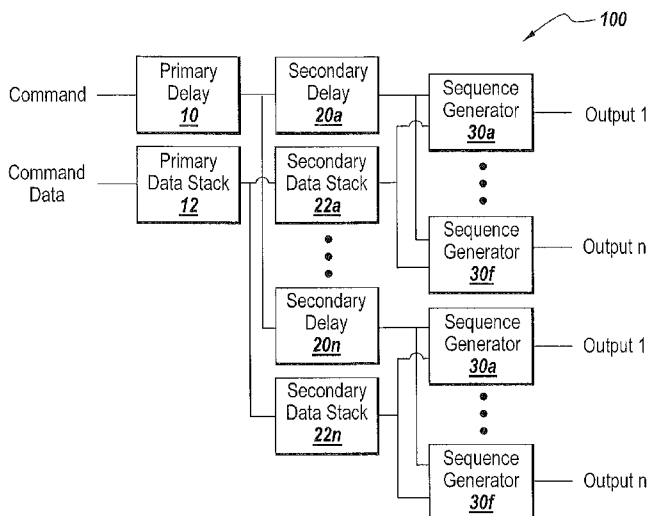 100
Command
Primary
Delay
10
Secondary
Delay
20a
Sequence
Generator
30a
Output 1
Command
Data
Primary
Data Stack
12
Secondary
Data Stack
22a
Sequence
Generator
30f
Output n
Secondary
Delay
20n
Sequence
Generator
30a
Output 1
Secondary
Data Stack
22n
Sequence
Generator
30f
Output n